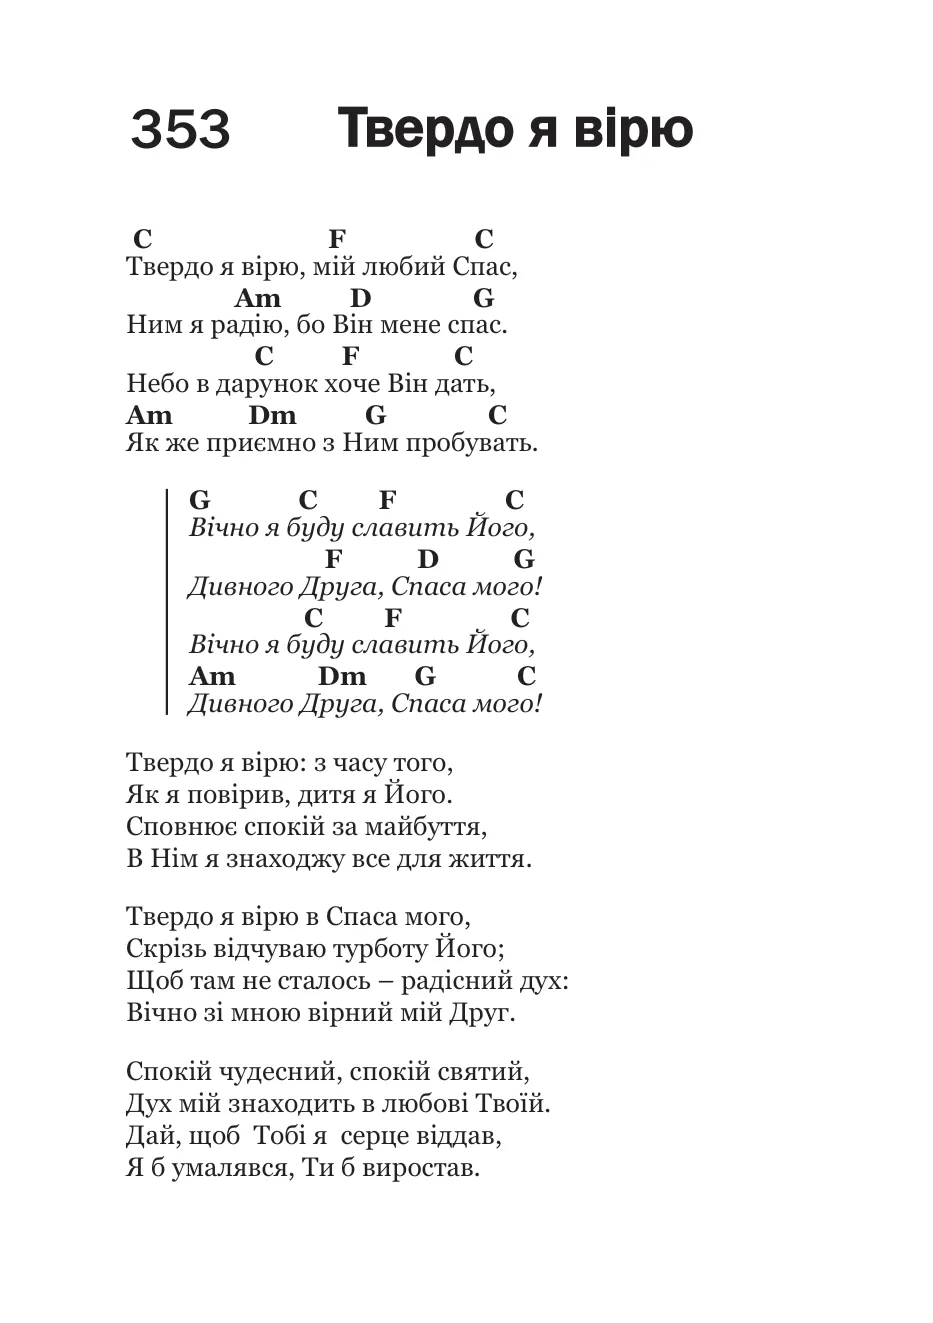 353 Твердо я вірю
C F C
Твердо я вірю, мій любий Спас,
Am D G
Ним я радію, бо Він мене спас.
C F C
Небо в дарунок хоче Він дать,
Am Dm G C
Як же приємно з Ним пробувать.
G C F C
Вічно я буду славить Його,
F D G
Дивного Друга, Спаса мого!
C F C
Вічно я буду славить Його,
Am Dm G C
Дивного Друга, Спаса мого!
Твердо я вірю: з часу того,
Як я повірив, дитя я Його.
Сповнює спокій за майбуття,
В Нім я знаходжу все для життя.
Твердо я вірю в Спаса мого,
Скрізь відчуваю турботу Його;
Щоб там не сталось – радісний дух:
Вічно зі мною вірний мій Друг.
Спокій чудесний, спокій святий,
Дух мій знаходить в любові Твоїй.
Дай, щоб Тобі я серце віддав,
Я б умалявся, Ти б виростав.